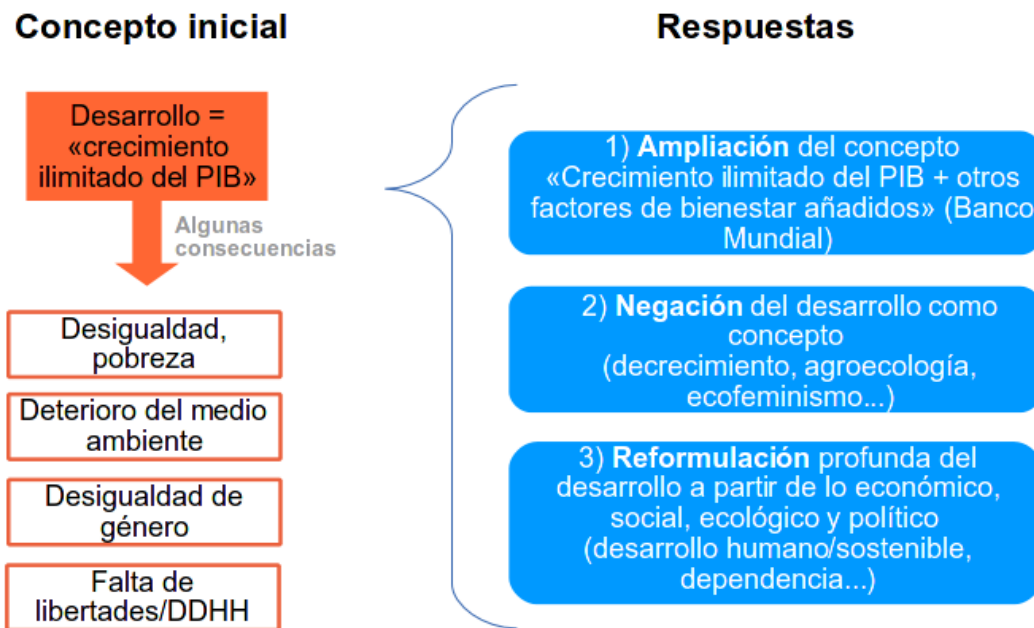 Concepto inicial
Desarrollo =
«crecimiento
ilimitado del PIB»
Algunas
consecuencias
Desigualdad,
pobreza
Deterioro del medio
ambiente
Desigualdad de
género
Falta de
libertades/DDHH
Respuestas
1) Ampliación del concepto
«Crecimiento ilimitado del PIB + otros
factores de bienestar añadidos» (Banco
Mundial)
2) Negación del desarrollo como
concepto
(decrecimiento, agroecología,
ecofeminismo...)
3) Reformulación profunda del
desarrollo a partir de lo económico,
social, ecológico y político
(desarrollo humano/sostenible,
dependencia...)